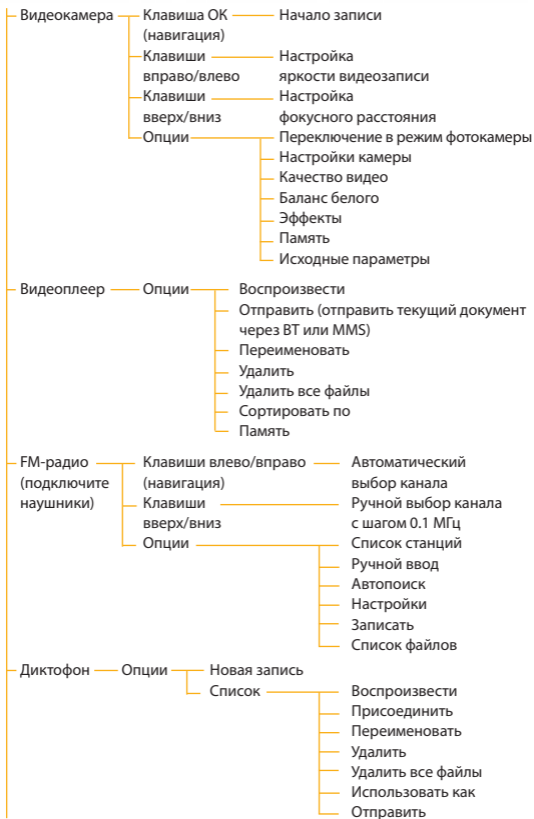 Видеокамера Клавиша ОК Начало записи
(навигация)
Клавиши Настройка
вправо/влево яркости видеозаписи
Клавиши Настройка
вверх/вниз фокусного расстояния
Опции Переключение в режим фотокамеры
Настройки камеры
Качество видео
Баланс белого
Эффекты
Память
Исходные параметры
Видеоплеер Опции Воспроизвести
Отправить (отправить текущий документ
через BT или MMS)
Переименовать
Удалить
Удалить все файлы
Сортировать по
Память
FM-радио Клавиши влево/вправо Автоматический
(подключите (навигация) выбор канала
наушники) Клавиши Ручной выбор канала
вверх/вниз с шагом 0.1 МГц
Опции Список станций
Ручной ввод
Автопоиск
Настройки
Записать
Список файлов
Диктофон Опции Новая запись
Список Воспроизвести
Присоединить
Переименовать
Удалить
Удалить все файлы
Использовать как
Отправить